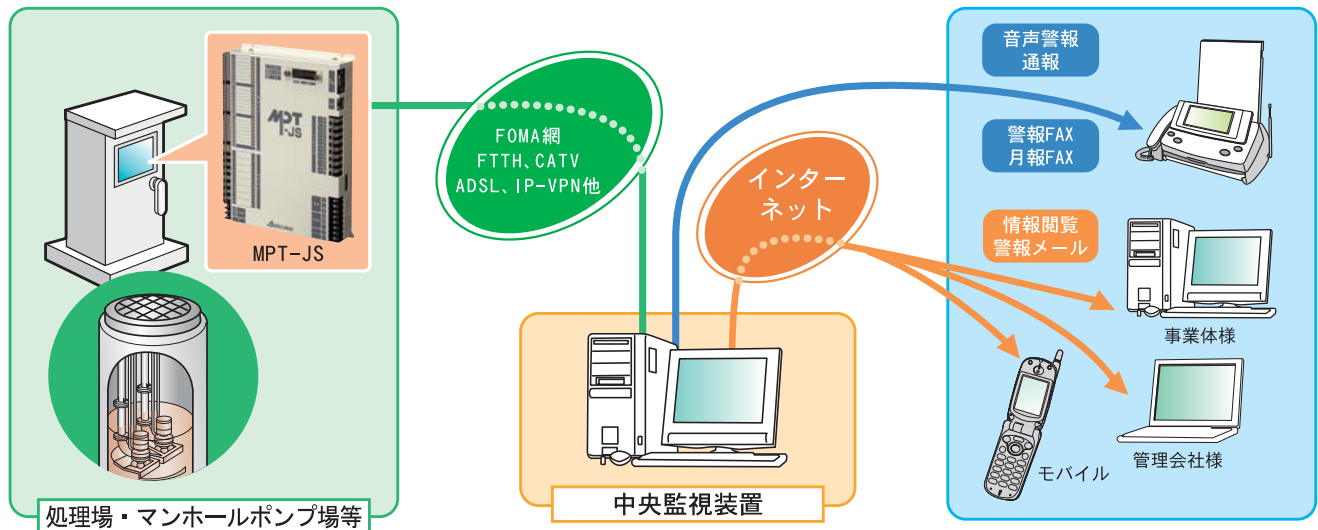 MPT
-JS
MPT-JS
処理場・マンホールポンプ場等
FOMA網
FTTH、CATV
ADSL、IP-VPN他
インター
ネット
中央監視装置
音声警報
通報
警報FAX
月報FAX
情報閲覧
警報メール
事業体様
モバイル
管理会社様